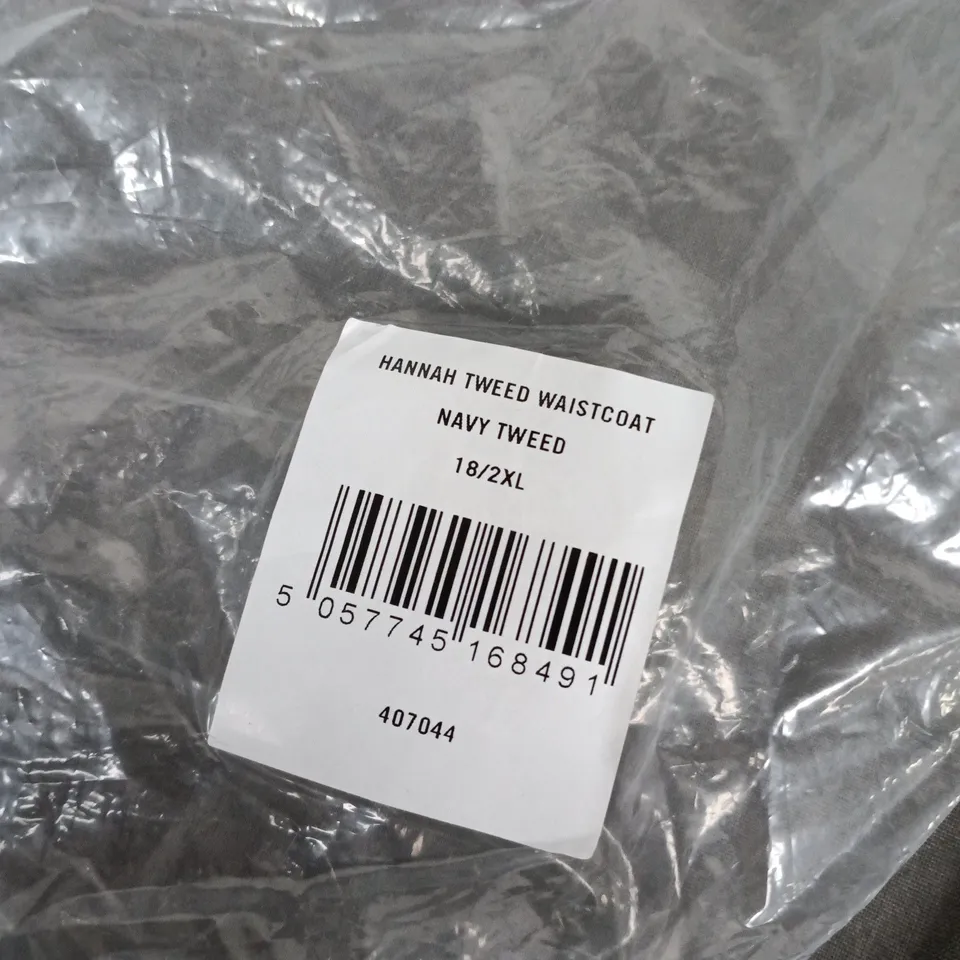 HANNAH TWEED WAISTCOAT
NAVY TWEED
18/2XL
5 057745 168491
407044